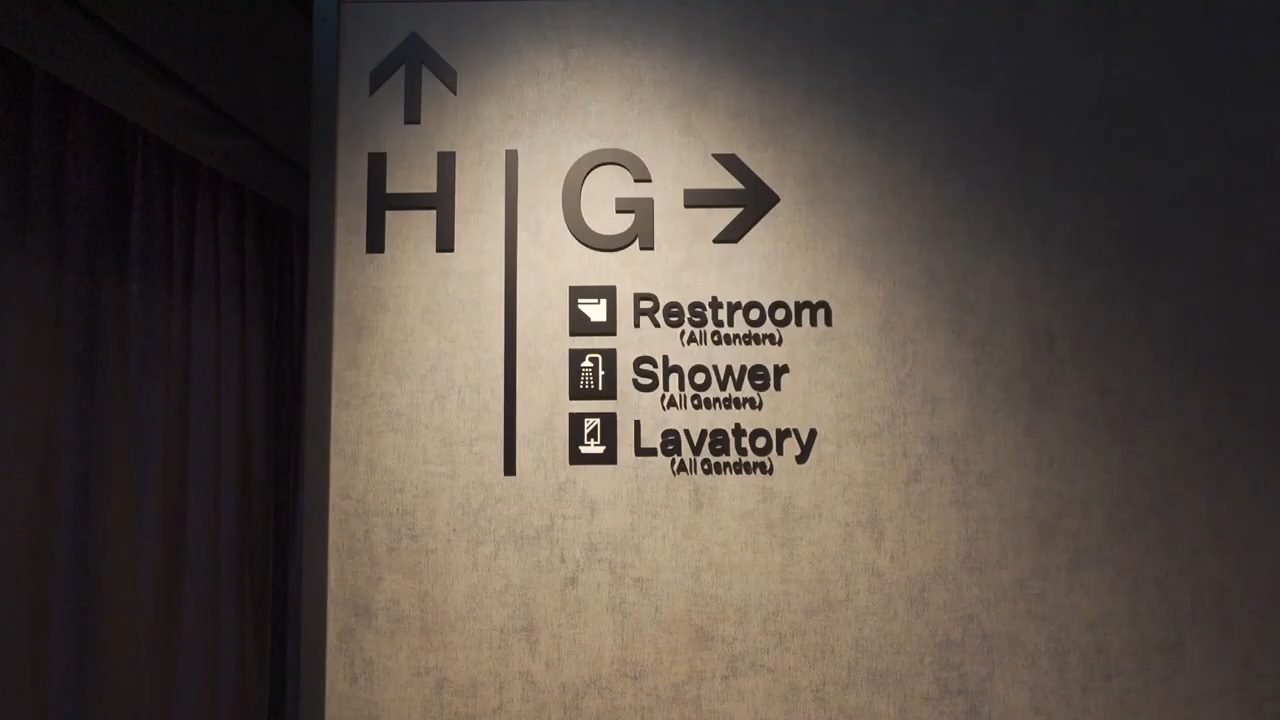 H
G
Restroom
(All Genders)
Shower
(All Genders)
Lavatory
(All Genders)